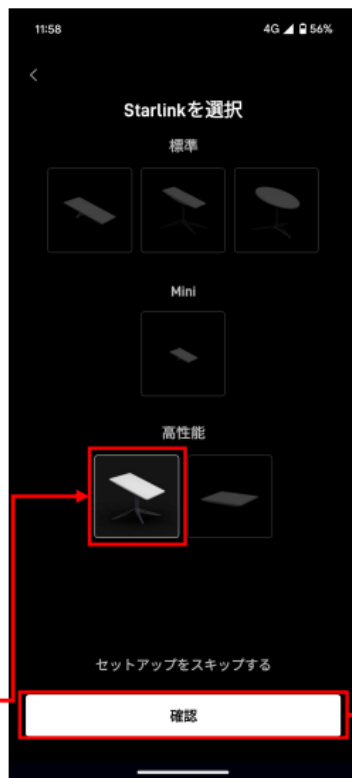 11:58 4G 56%
Starlinkを選択
標準
Mini
高性能
セットアップをスキップする
確認